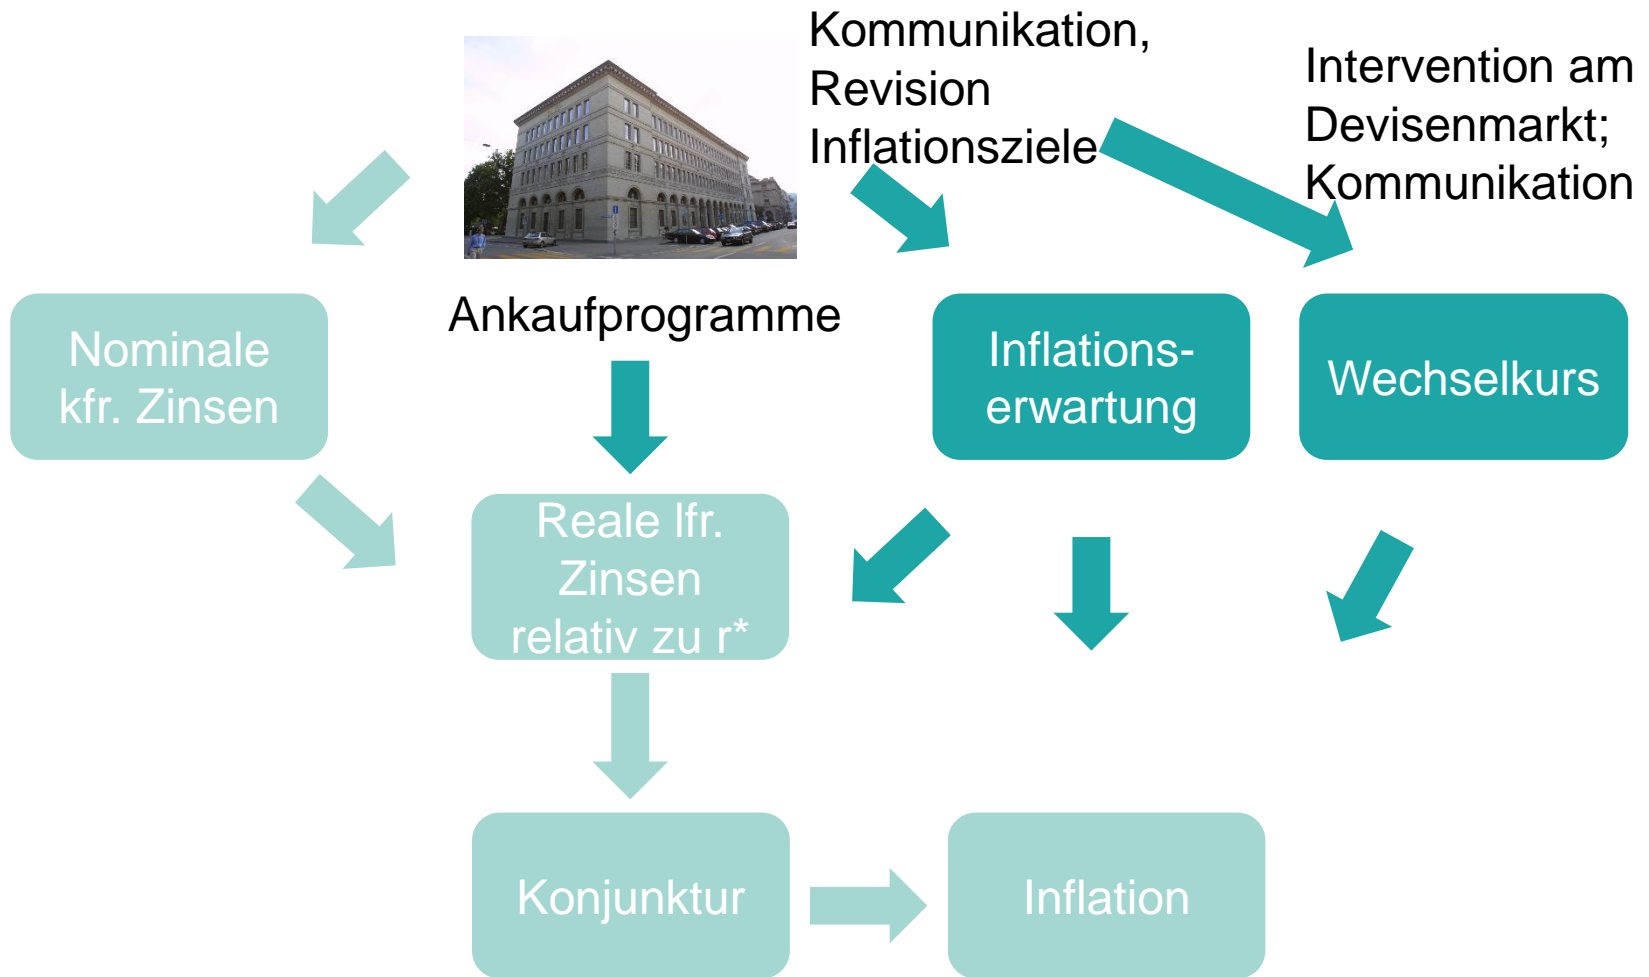 Kommunikation,
Revision
Inflationsziele
Intervention am
Devisenmarkt;
Kommunikation
Nominale
kfr. Zinsen
Ankaufprogramme
Inflations-
erwartung
Wechselkurs
Reale lfr.
Zinsen
relativ zu r*
Konjunktur
Inflation